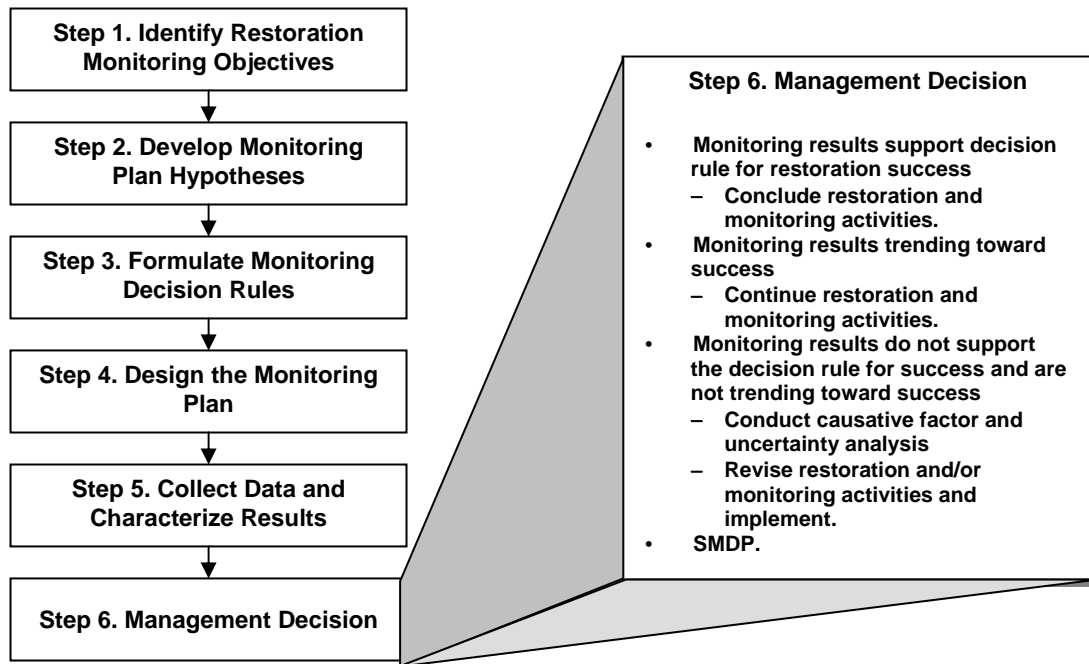 Step 1. Identify Restoration
Monitoring Objectives
Step 2. Develop Monitoring
Plan Hypotheses
Step 3. Formulate Monitoring
Decision Rules
Step 4. Design the Monitoring
Plan
Step 5. Collect Data and
Characterize Results
Step 6. Management Decision
Step 6. Management Decision
• Monitoring results support decision
rule for restoration success
– Conclude restoration and
monitoring activities.
• Monitoring results trending toward
success
– Continue restoration and
monitoring activities.
• Monitoring results do not support
the decision rule for success and are
not trending toward success
– Conduct causative factor and
uncertainty analysis
– Revise restoration and/or
monitoring activities and
implement.
• SMDP.